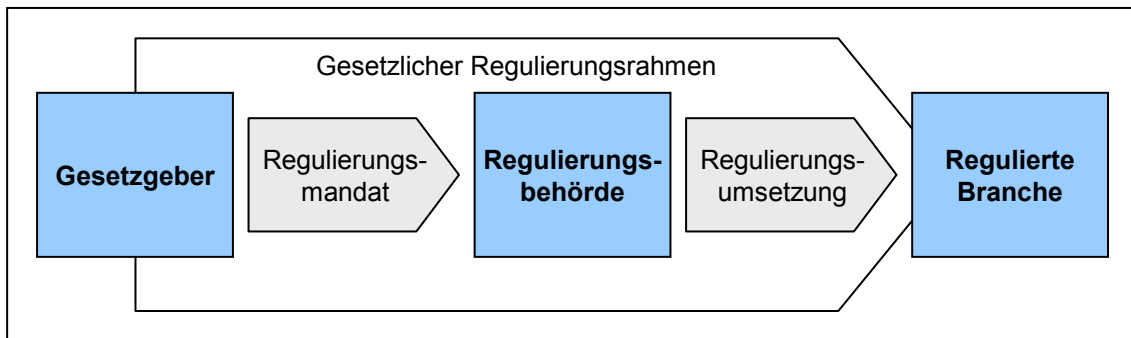 Gesetzlicher Regulierungsrahmen
Gesetzgeber
Regulierungs-
mandat
Regulierungs-
behörde
Regulierungs-
umsetzung
Regulierte
Branche